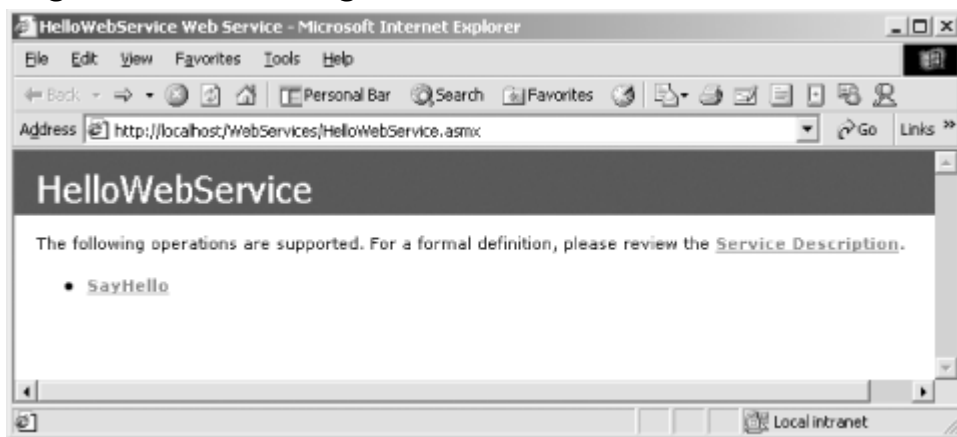 HelloWebService Web Service - Microsoft Internet Explorer
File Edit View Favorites Tools Help
Back Personal Bar Search Favorites
Address http://localhost/WebServices/HelloWebService.asmx Go Links »
HelloWebService
The following operations are supported. For a formal definition, please review the Service Description.
• SayHello
Local intranet